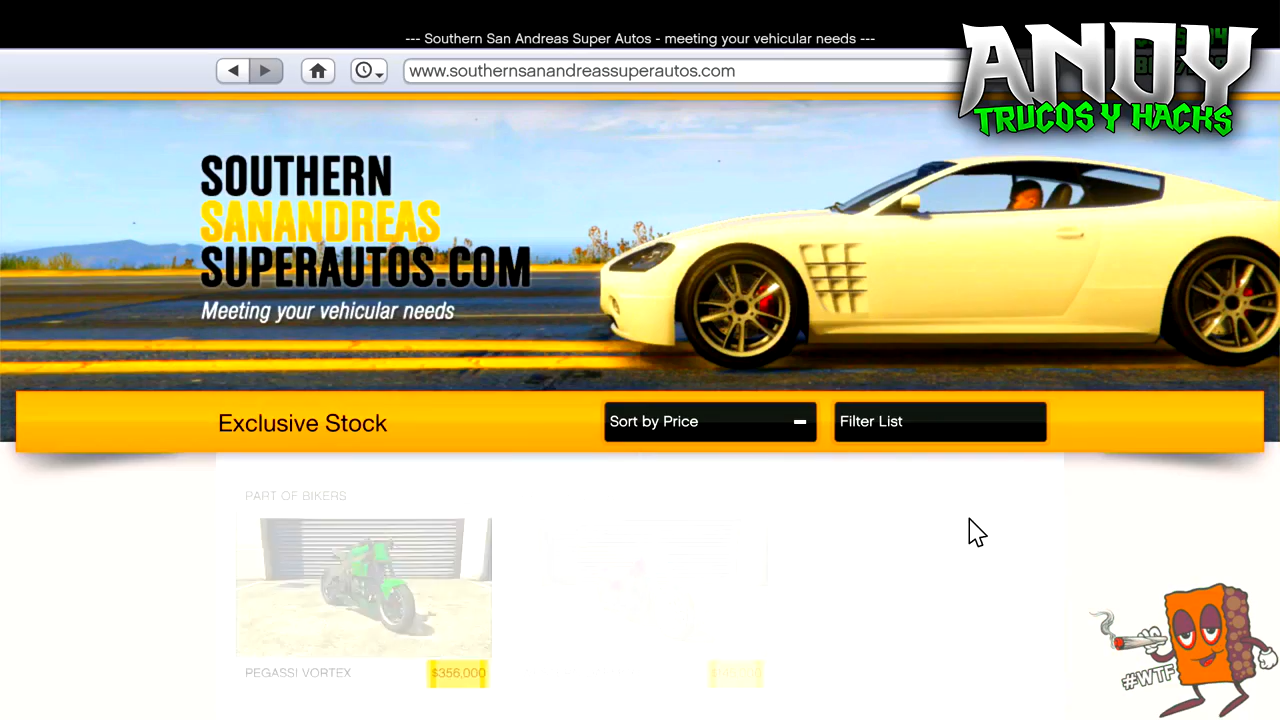 --- Southern San Andreas Super Autos - meeting your vehicular needs ---
www.southernsanandreassuperautos.com
ANDY
TRUCOS Y HACKS
SOUTHERN
SANANDREAS
SUPERAUTOS.COM
Meeting your vehicular needs
Exclusive Stock
Sort by Price
Filter List
PART OF BIKERS
PEGASSI VORTEX
$356,000
#WTF